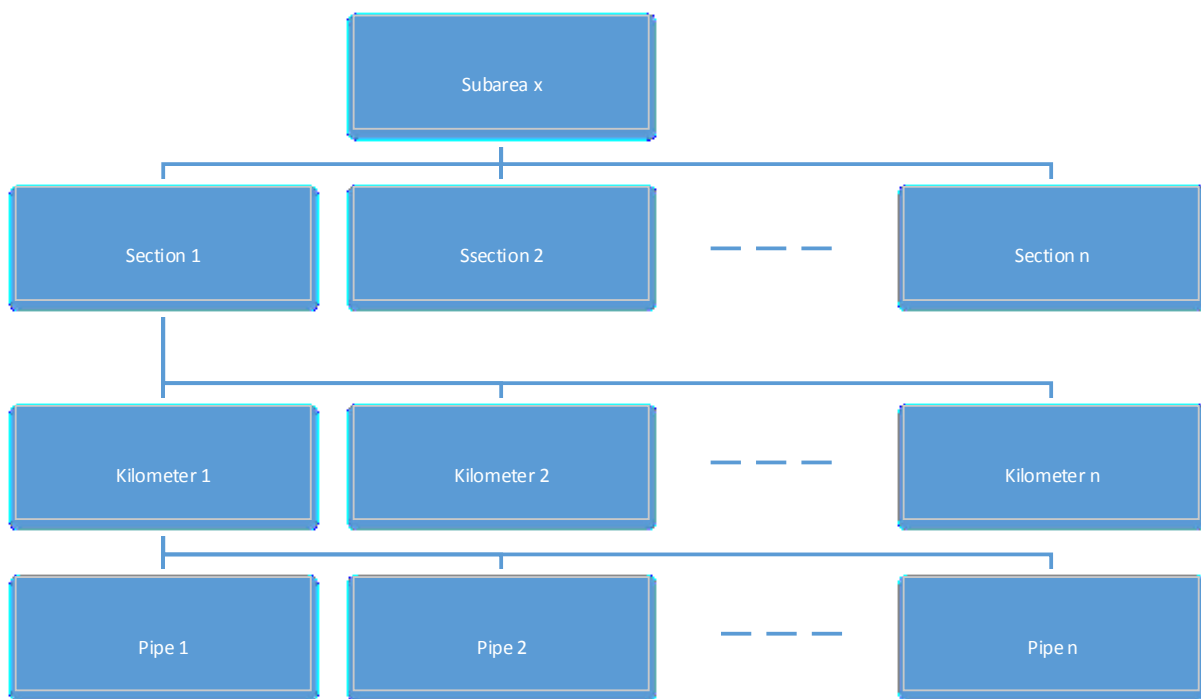 Subarea x
Section 1
Ssection 2
Section n
Kilometer 1
Kilometer 2
Kilometer n
Pipe 1
Pipe 2
Pipe n